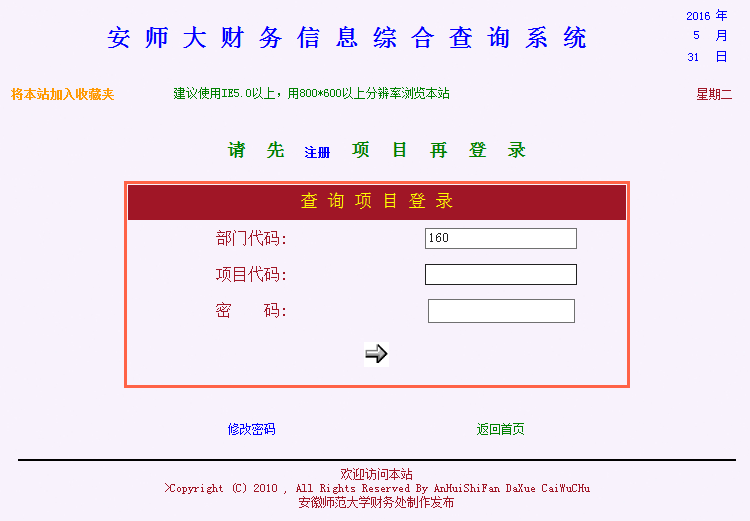 安师大财务信息综合查询系统
2016 年
5 月
31 日
将本站加入收藏夹 建议使用IE5.0以上，用800*600以上分辨率浏览本站 星期二
请先 注册 项目再登录
查询项目登录
部门代码: 160
项目代码:
密 码:
修改密码 返回首页
欢迎访问本站
>Copyright (C) 2010 , All Rights Reserved By AnHuiShiFan DaXue CaiWuCHu
安徽师范大学财务处制作发布